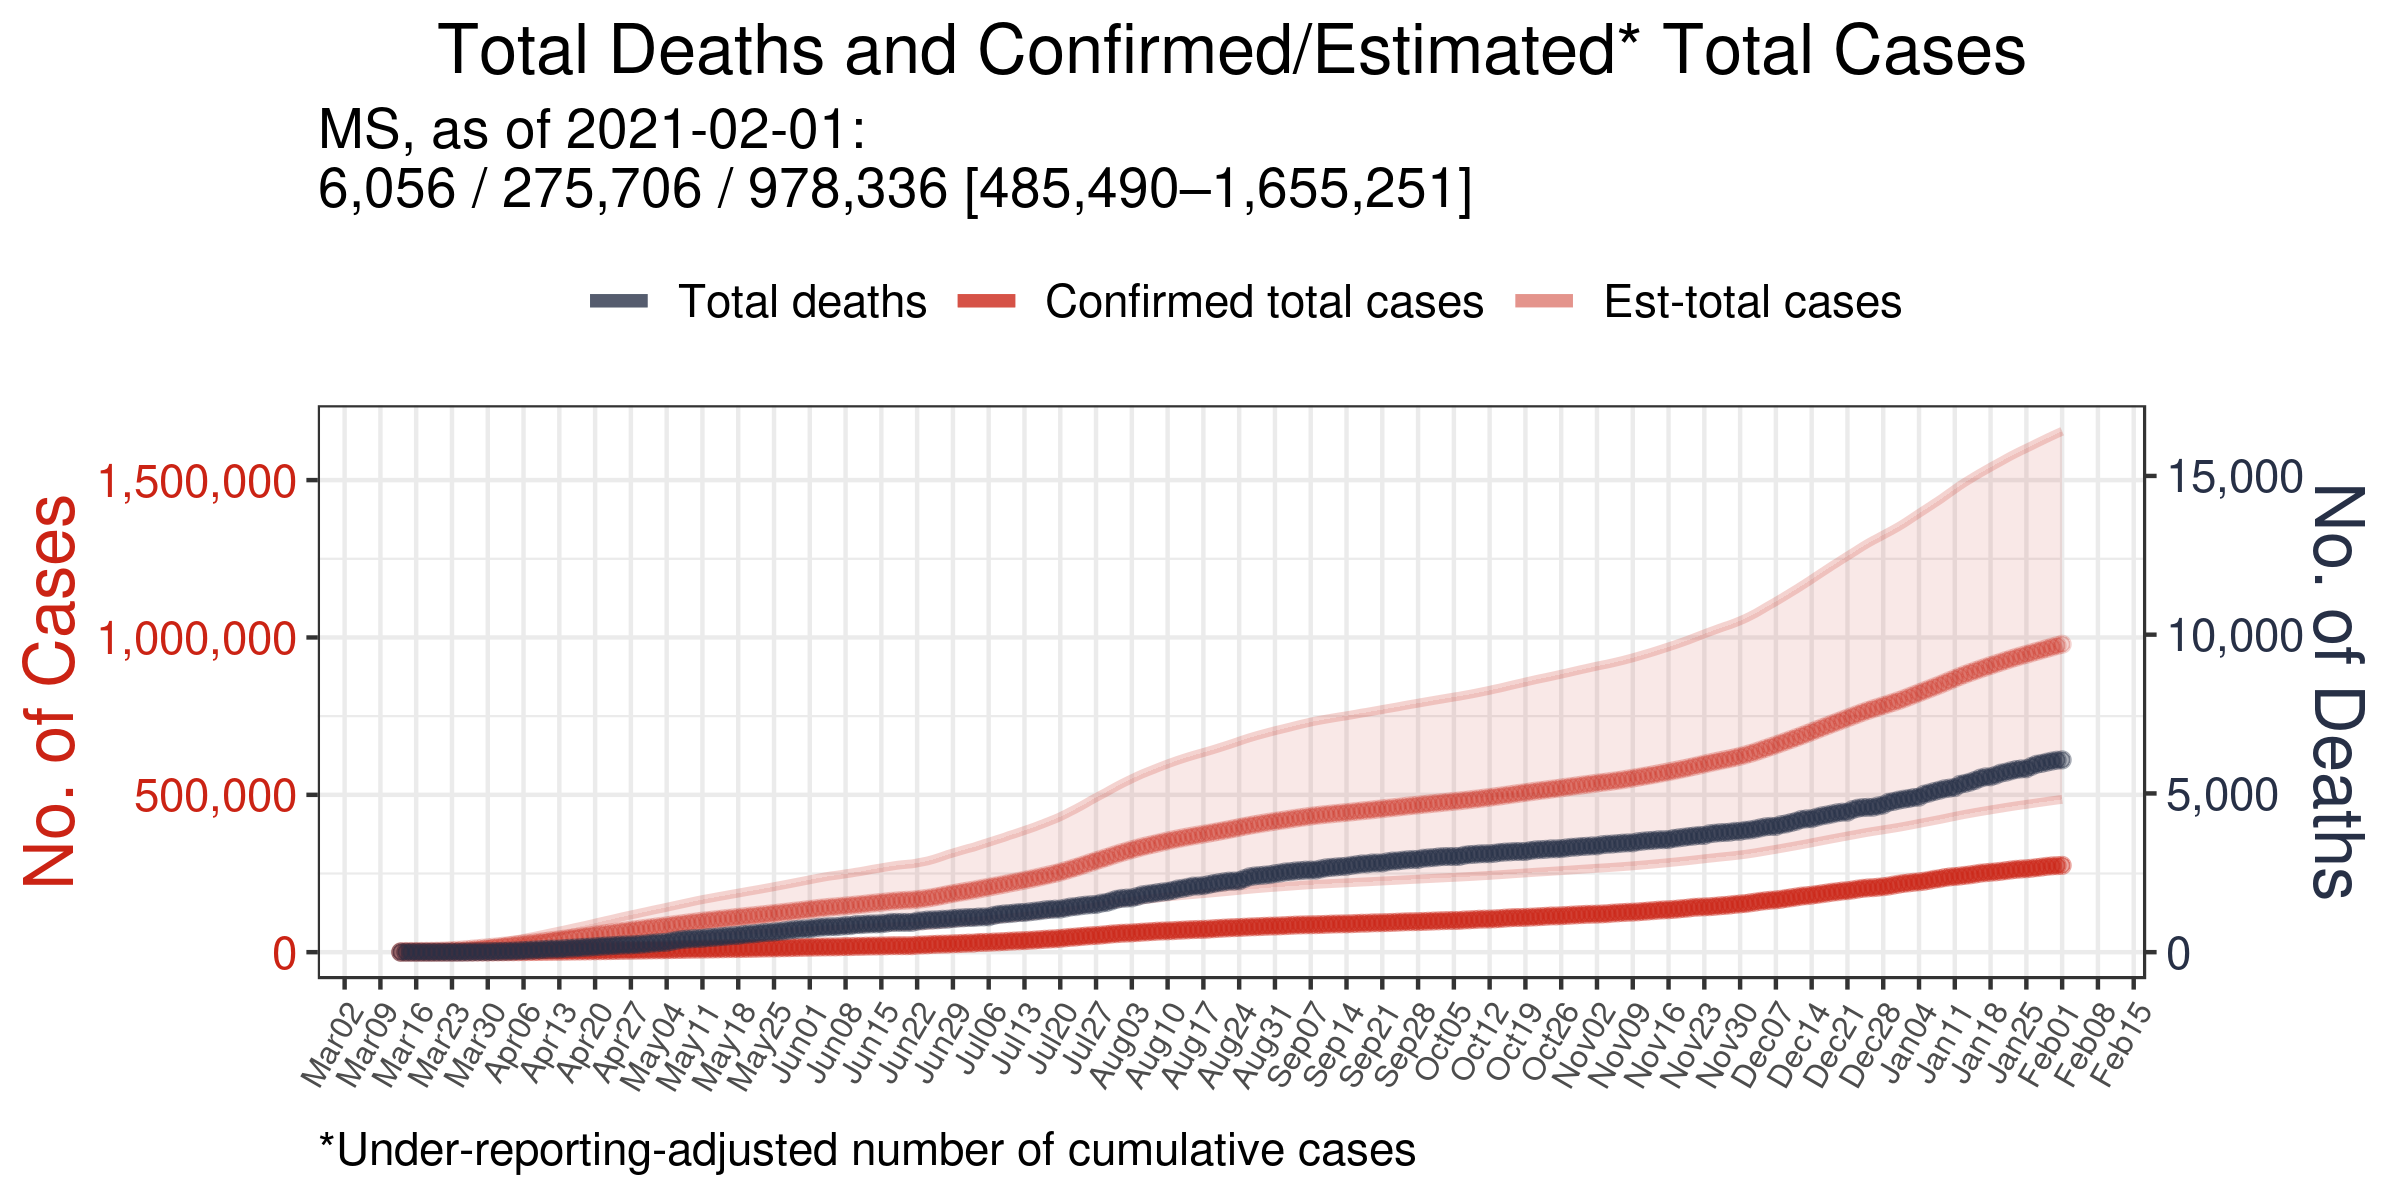 Total Deaths and Confirmed/Estimated* Total Cases
MS, as of 2021-02-01:
6,056 / 275,706 / 978,336 [485,490–1,655,251]
Total deaths
Confirmed total cases
Est-total cases
No. of Cases
1,500,000
1,000,000
500,000
0
15,000
10,000
5,000
0
No. of Deaths
Mar02
Mar09
Mar16
Mar23
Mar30
Apr06
Apr13
Apr20
Apr27
May04
May11
May18
May25
Jun01
Jun08
Jun15
Jun22
Jun29
Jul06
Jul13
Jul20
Jul27
Aug03
Aug10
Aug17
Aug24
Aug31
Sep07
Sep14
Sep21
Sep28
Oct05
Oct12
Oct19
Oct26
Nov02
Nov09
Nov16
Nov23
Nov30
Dec07
Dec14
Dec21
Dec28
Jan04
Jan11
Jan18
Jan25
Feb01
Feb08
Feb15
*Under-reporting-adjusted number of cumulative cases